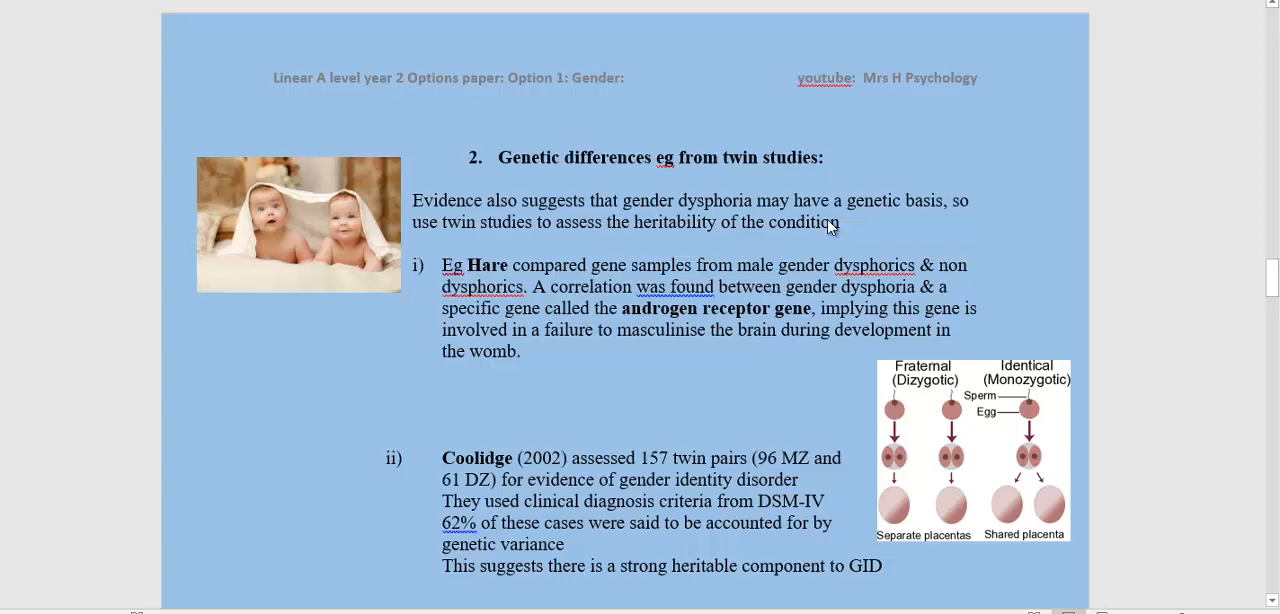 Linear A level year 2 Options paper: Option 1: Gender: youtube: Mrs H Psychology
2. Genetic differences eg from twin studies:
Evidence also suggests that gender dysphoria may have a genetic basis, so
use twin studies to assess the heritability of the condition
i) Eg Hare compared gene samples from male gender dysphorics & non
dysphorics. A correlation was found between gender dysphoria & a
specific gene called the androgen receptor gene, implying this gene is
involved in a failure to masculinise the brain during development in
the womb.
Fraternal Identical
(Dizygotic) (Monozygotic)
Sperm
Egg
Separate placentas Shared placenta
ii) Coolidge (2002) assessed 157 twin pairs (96 MZ and
61 DZ) for evidence of gender identity disorder
They used clinical diagnosis criteria from DSM-IV
62% of these cases were said to be accounted for by
genetic variance
This suggests there is a strong heritable component to GID